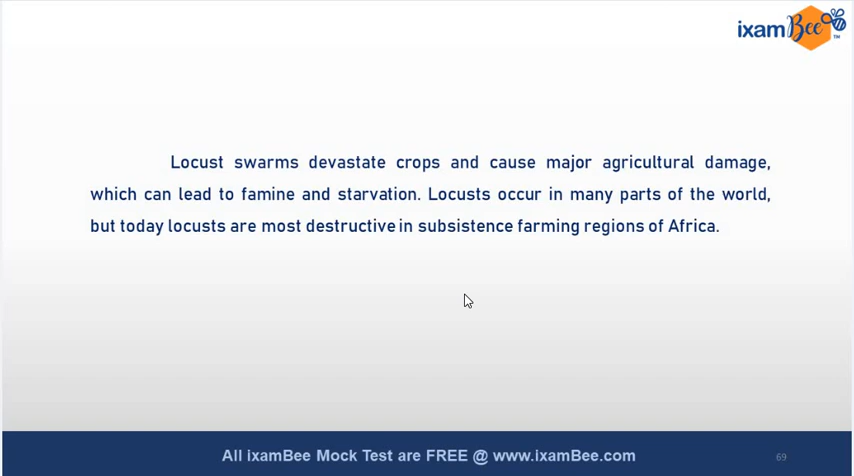 ixamBee™
Locust swarms devastate crops and cause major agricultural damage,
which can lead to famine and starvation. Locusts occur in many parts of the world,
but today locusts are most destructive in subsistence farming regions of Africa.
All ixamBee Mock Test are FREE @ www.ixamBee.com
69